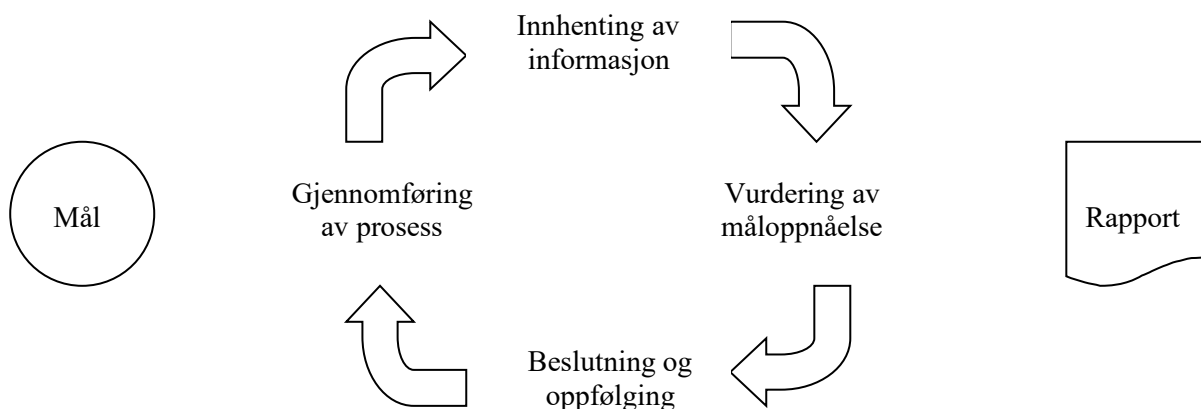 Innhenting av
informasjon
Mål
Gjennomføring
av prosess
Vurdering av
måloppnåelse
Rapport
Beslutning og
oppfølging